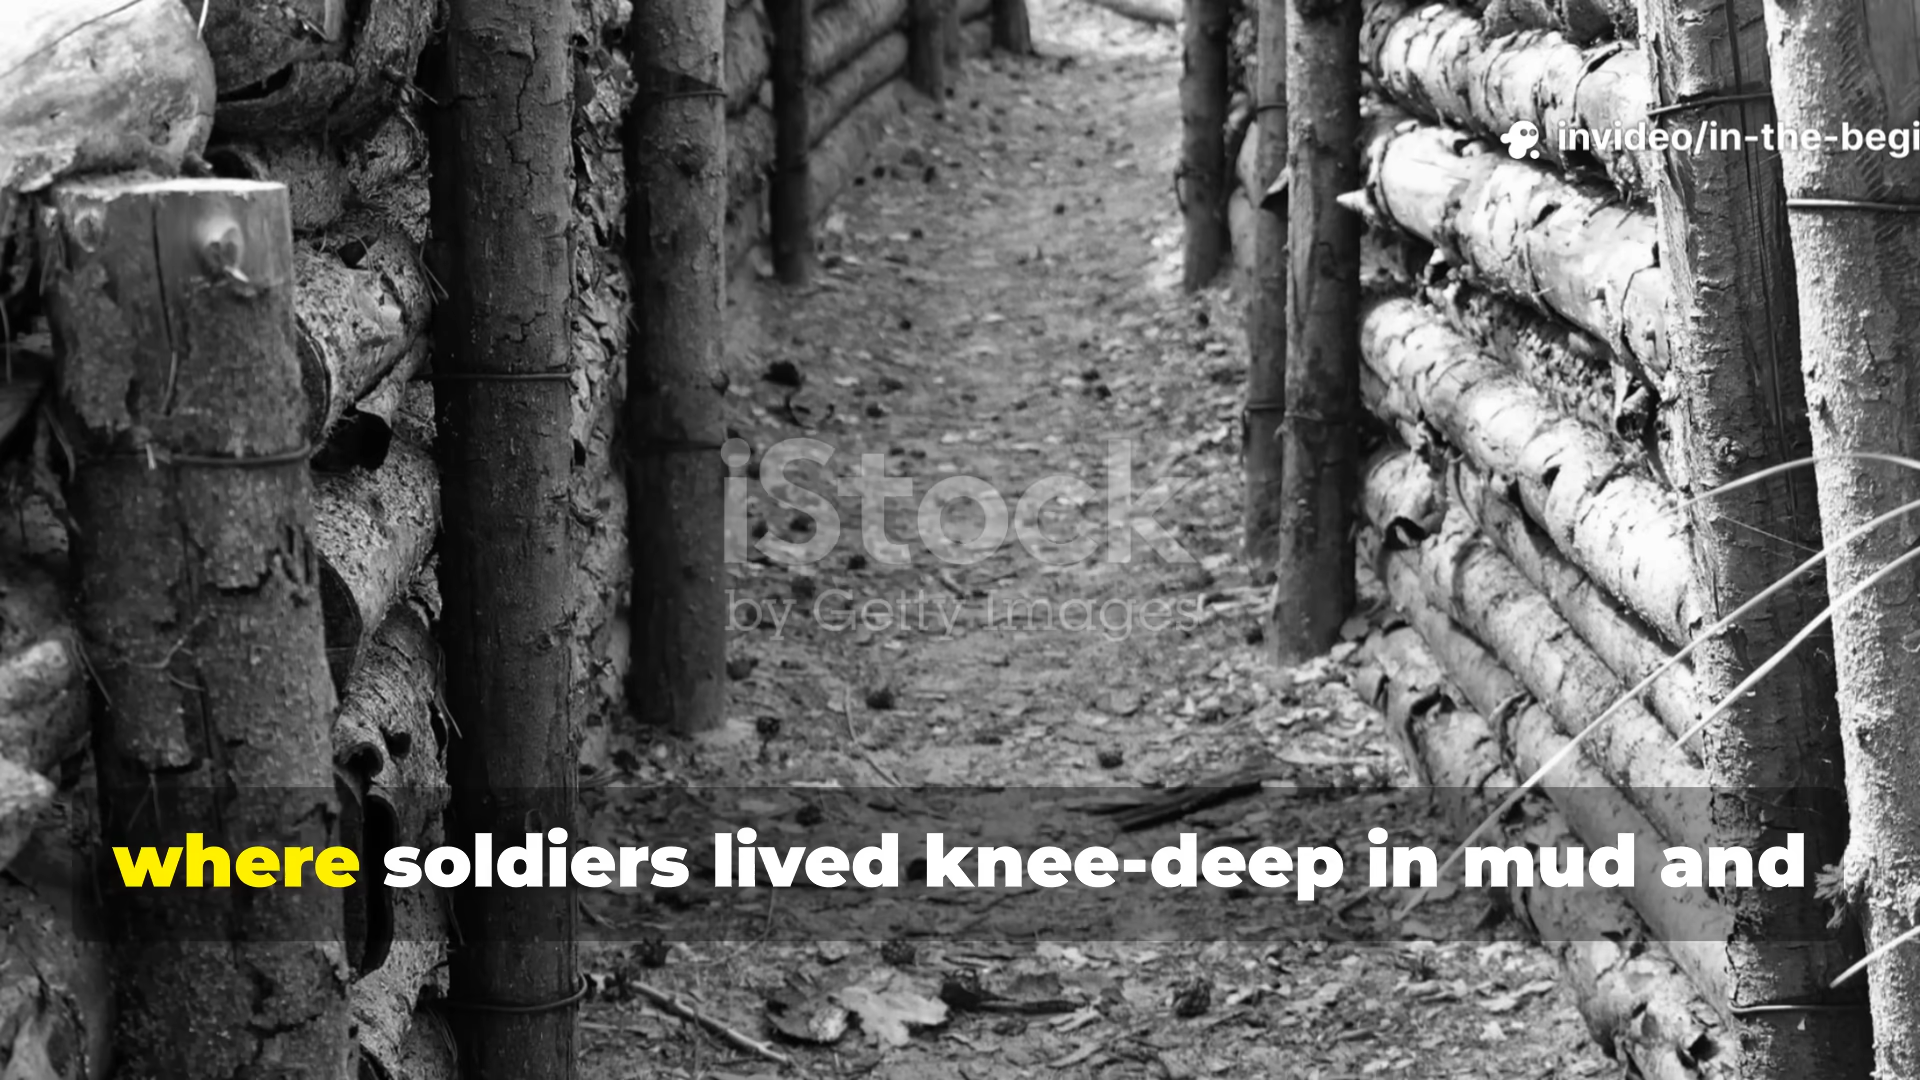 invideo/in-the-begi
iStock
by Getty Images
where soldiers lived knee-deep in mud and